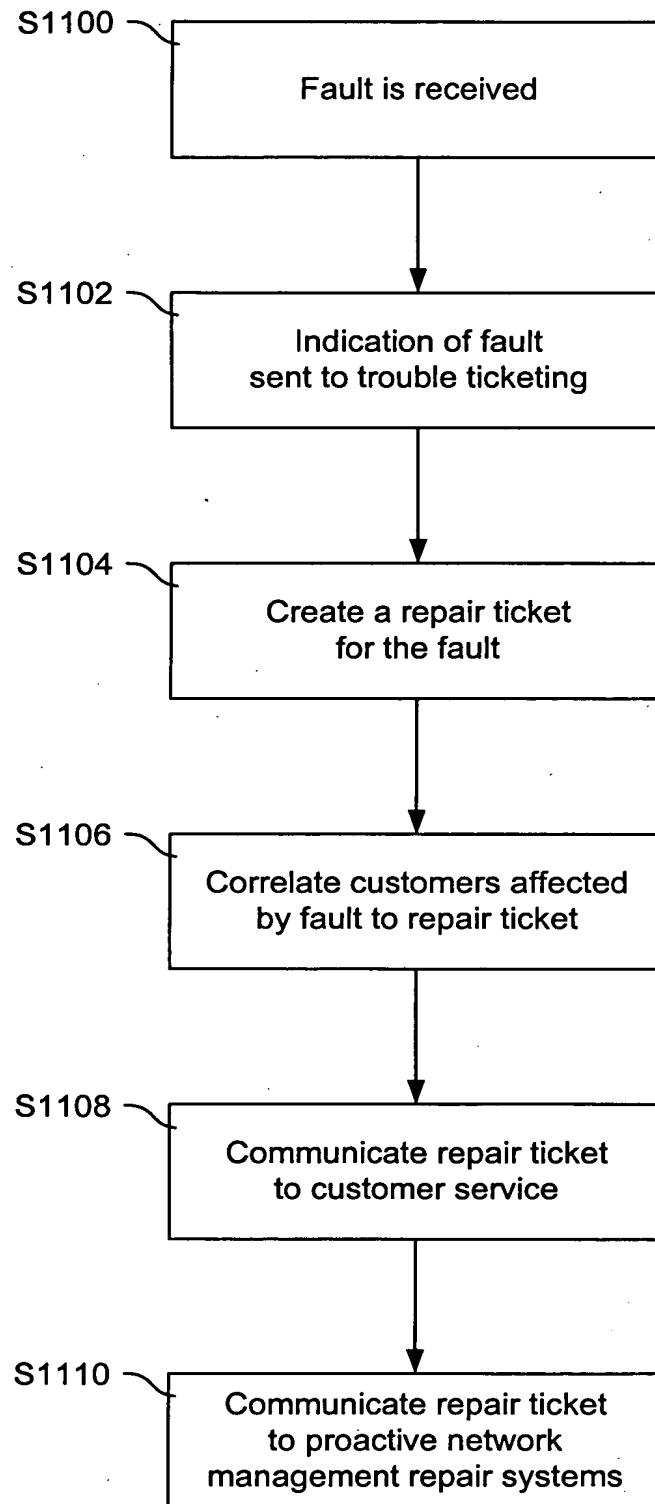 S1100
Fault is received
S1102
Indication of fault
sent to trouble ticketing
S1104
Create a repair ticket
for the fault
S1106
Correlate customers affected
by fault to repair ticket
S1108
Communicate repair ticket
to customer service
S1110
Communicate repair ticket
to proactive network
management repair systems